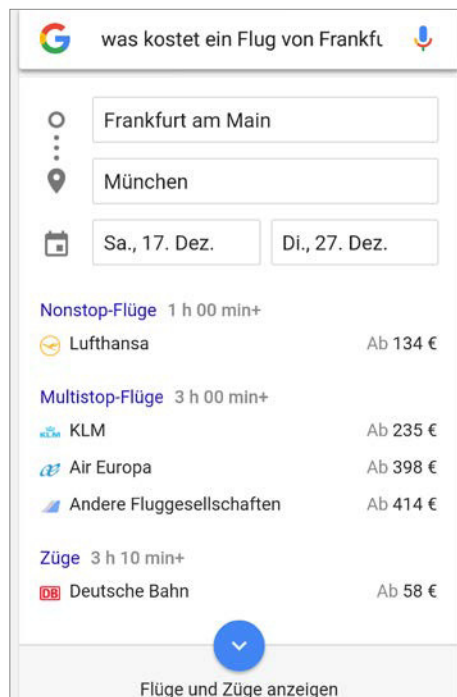 was kostet ein Flug von Frankfu
Frankfurt am Main
München
Sa., 17. Dez. Di., 27. Dez.
Nonstop-Flüge 1 h 00 min+
Lufthansa Ab 134 €
Multistop-Flüge 3 h 00 min+
KLM KLM Ab 235 €
Air Europa Ab 398 €
Andere Fluggesellschaften Ab 414 €
Züge 3 h 10 min+
DB Deutsche Bahn Ab 58 €
Flüge und Züge anzeigen